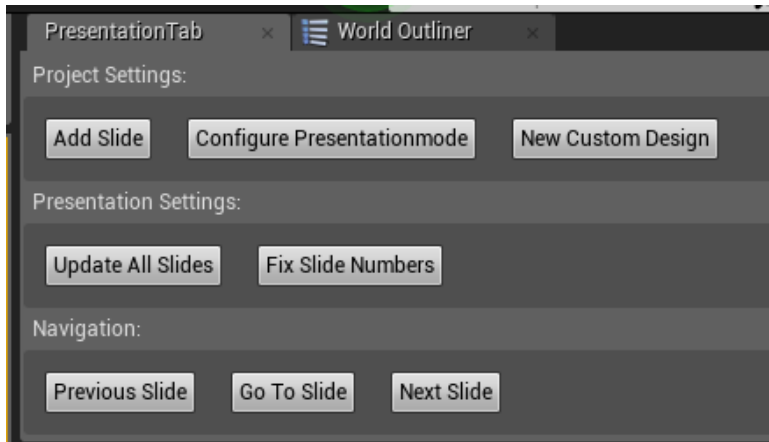 PresentationTab × World Outliner ×
Project Settings:
Add Slide Configure Presentationmode New Custom Design
Presentation Settings:
Update All Slides Fix Slide Numbers
Navigation:
Previous Slide Go To Slide Next Slide